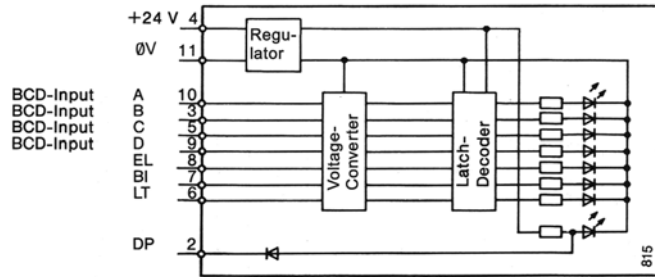 +24 V 4
ØV 11
Regu-
lator
BCD-Input A 10
BCD-Input B 3
BCD-Input C 5
BCD-Input D 9
EL 8
BI 7
LT 6
DP 2
Voltage-
Converter
Latch-
Decoder
815